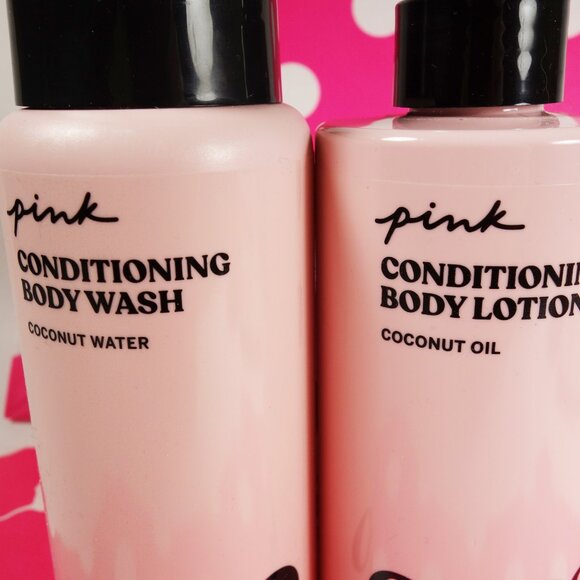 pink
CONDITIONING
BODY WASH
COCONUT WATER
pink
CONDITIONIN
BODY LOTION
COCONUT OIL